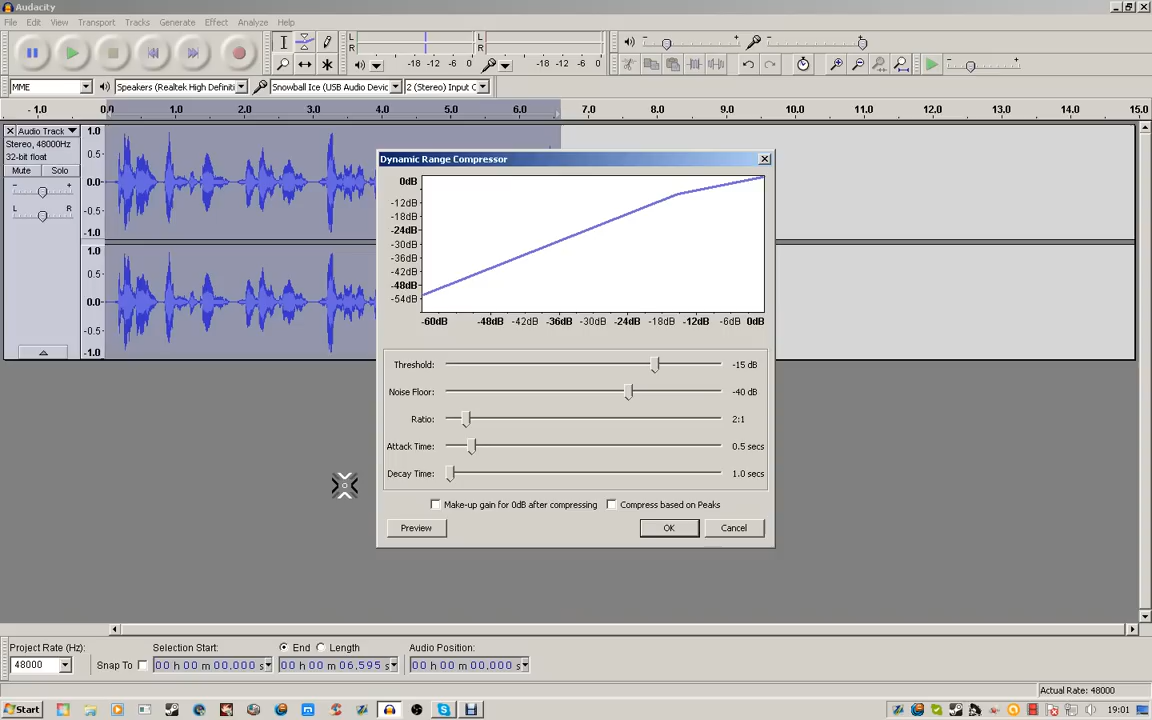 Audacity
File Edit View Transport Tracks Generate Effect Analyze Help
L
R
-18 -12 -6 0
L
R
-18 -12 -6 0
MME
Speakers (Realtek High Definiti
Snowball Ice (USB Audio Devic
2 (Stereo) Input C
- 1.0 0.0 1.0 2.0 3.0 4.0 5.0 6.0 7.0 8.0 9.0 10.0 11.0 12.0 13.0 14.0 15.0
Audio Track
Stereo, 48000Hz
32-bit float
Mute Solo
- +
L R
1.0
0.5
0.0
-0.5
-1.0
1.0
0.5
0.0
-0.5
-1.0
Dynamic Range Compressor
0dB
-12dB
-18dB
-24dB
-30dB
-36dB
-42dB
-48dB
-54dB
-60dB -48dB -42dB -36dB -30dB -24dB -18dB -12dB -6dB 0dB
Threshold: -15 dB
Noise Floor: -40 dB
Ratio: 2:1
Attack Time: 0.5 secs
Decay Time: 1.0 secs
Make-up gain for 0dB after compressing
Compress based on Peaks
Preview OK Cancel
Project Rate (Hz): Selection Start: End Length Audio Position:
48000 Snap To 00 h 00 m 00,000 s 00 h 00 m 06,595 s 00 h 00 m 00,000 s
Actual Rate: 48000
Start 19:01